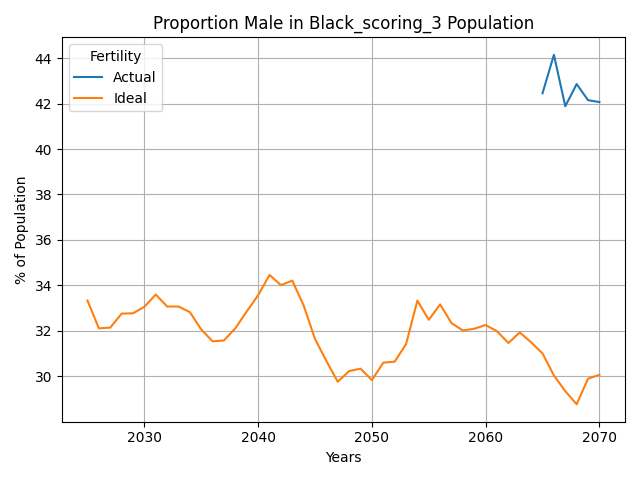 Proportion Male in Black_scoring_3 Population
Fertility
Actual
Ideal
% of Population
44
42
40
38
36
34
32
30
2030
2040
2050
2060
2070
Years